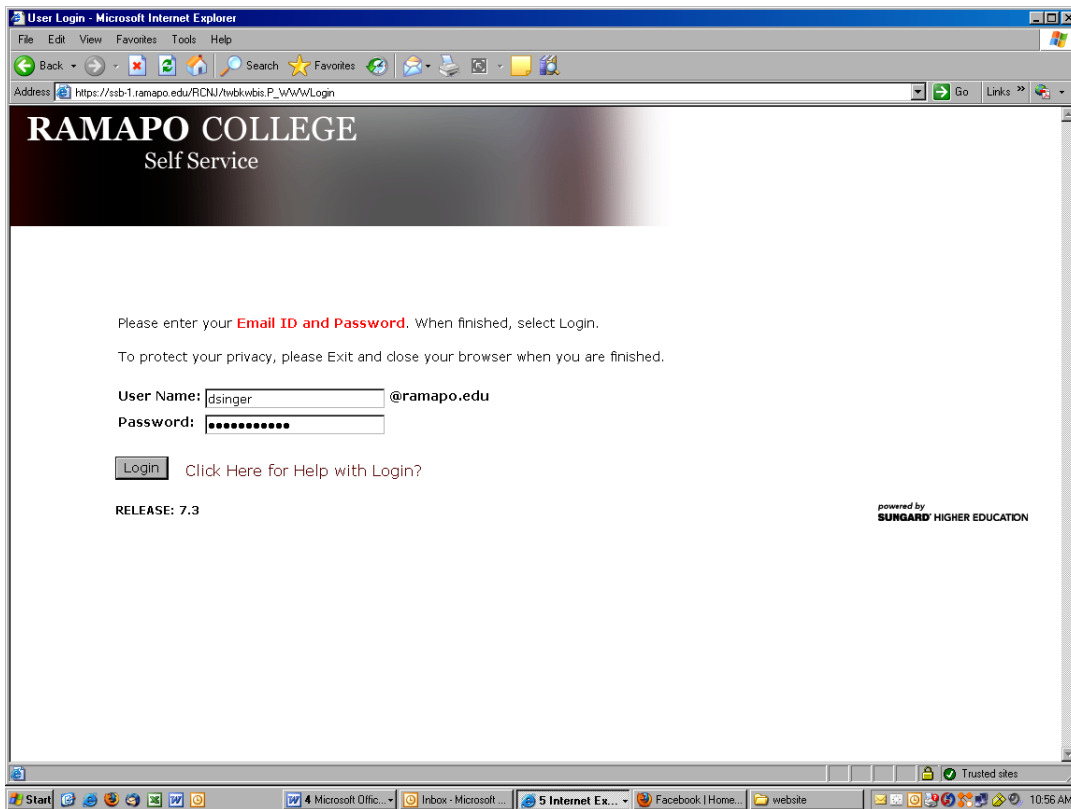 User Login - Microsoft Internet Explorer
File Edit View Favorites Tools Help
Back Search Favorites
Address https://ssb-1.ramapo.edu/RCNJ/twbkwbis.P_WWWLogin Go Links »
RAMAPO COLLEGE
Self Service
Please enter your Email ID and Password. When finished, select Login.
To protect your privacy, please Exit and close your browser when you are finished.
User Name: dsinger @ramapo.edu
Password: •••••••••••
Login Click Here for Help with Login?
RELEASE: 7.3
powered by
SUNGARD® HIGHER EDUCATION
Trusted sites
Start 4 Microsoft Offic... Inbox - Microsoft ... 5 Internet Ex... Facebook | Home... website 10:56 AM